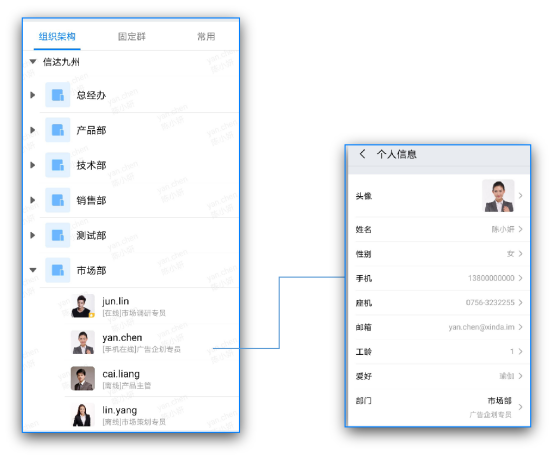 组织架构 固定群 常用
信达九州
总经办
产品部
技术部
销售部
测试部
市场部
jun.lin
[在线]市场调研专员
yan.chen
[手机在线]广告企划专员
cai.liang
[离线]产品主管
lin.yang
[离线]市场策划专员
个人信息
头像
姓名 陈小妍
性别 女
手机 13800000000
座机 0756-3232255
邮箱 yan.chen@xinda.im
工龄 1
爱好 瑜伽
部门 市场部
广告企划专员